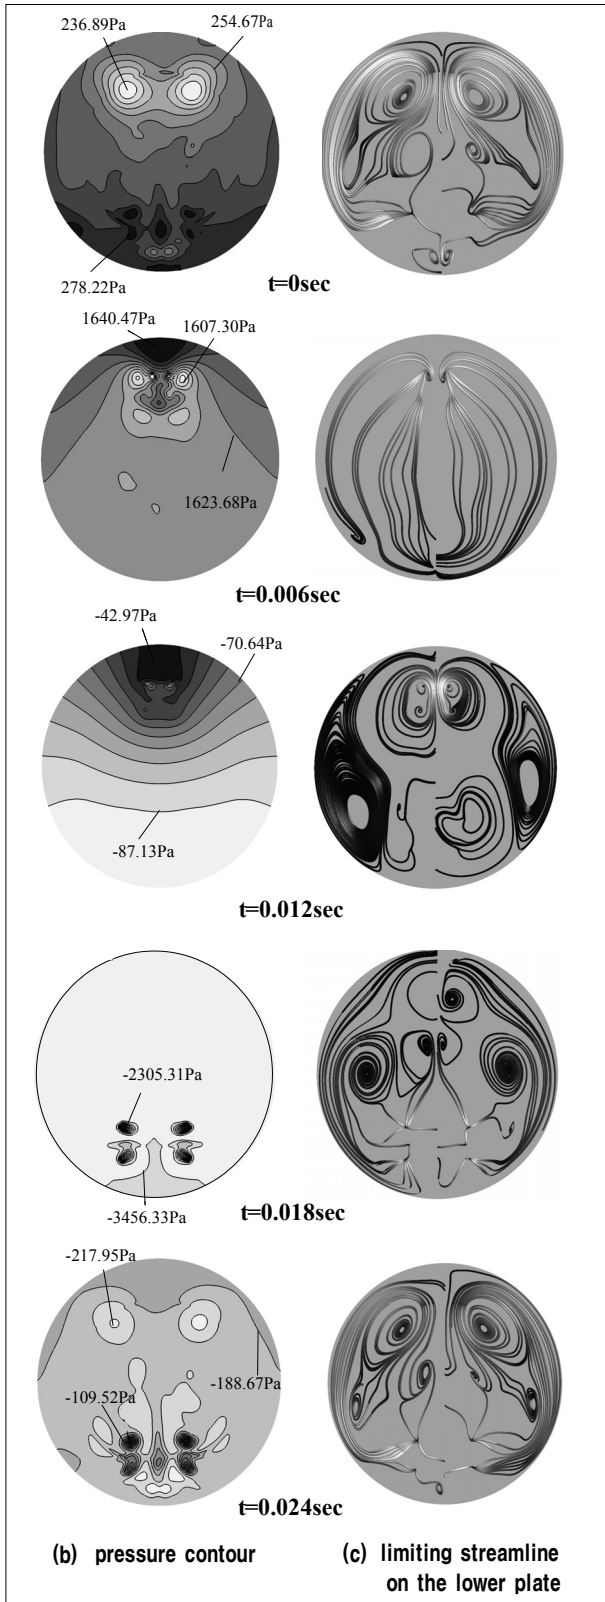 236.89Pa 254.67Pa
278.22Pa
t=0sec
1640.47Pa 1607.30Pa
1623.68Pa
t=0.006sec
-42.97Pa
-70.64Pa
-87.13Pa
t=0.012sec
-2305.31Pa
-3456.33Pa
t=0.018sec
-217.95Pa
-188.67Pa
-109.52Pa
t=0.024sec
(b) pressure contour (c) limiting streamline
on the lower plate